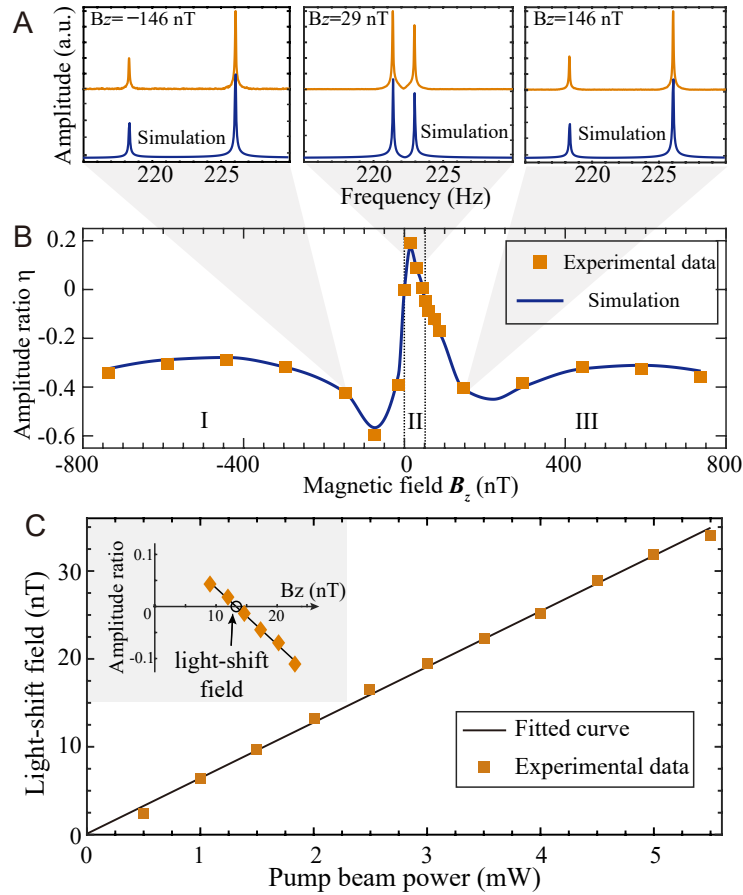 A
Bz= −146 nT
Bz=29 nT
Bz=146 nT
Amplitude (a.u.)
Simulation
Simulation
Simulation
220 225 220 225 220 225
Frequency (Hz)
B
0.2
0
-0.2
-0.4
-0.6
Amplitude ratio η
Experimental data
Simulation
I
II
III
-800 -400 0 400 800
Magnetic field Bz (nT)
C
30
20
10
0
Light-shift field (nT)
0.1
0
-0.1
Amplitude ratio
Bz (nT)
10 20
light-shift
field
Fitted curve
Experimental data
0 1 2 3 4 5
Pump beam power (mW)